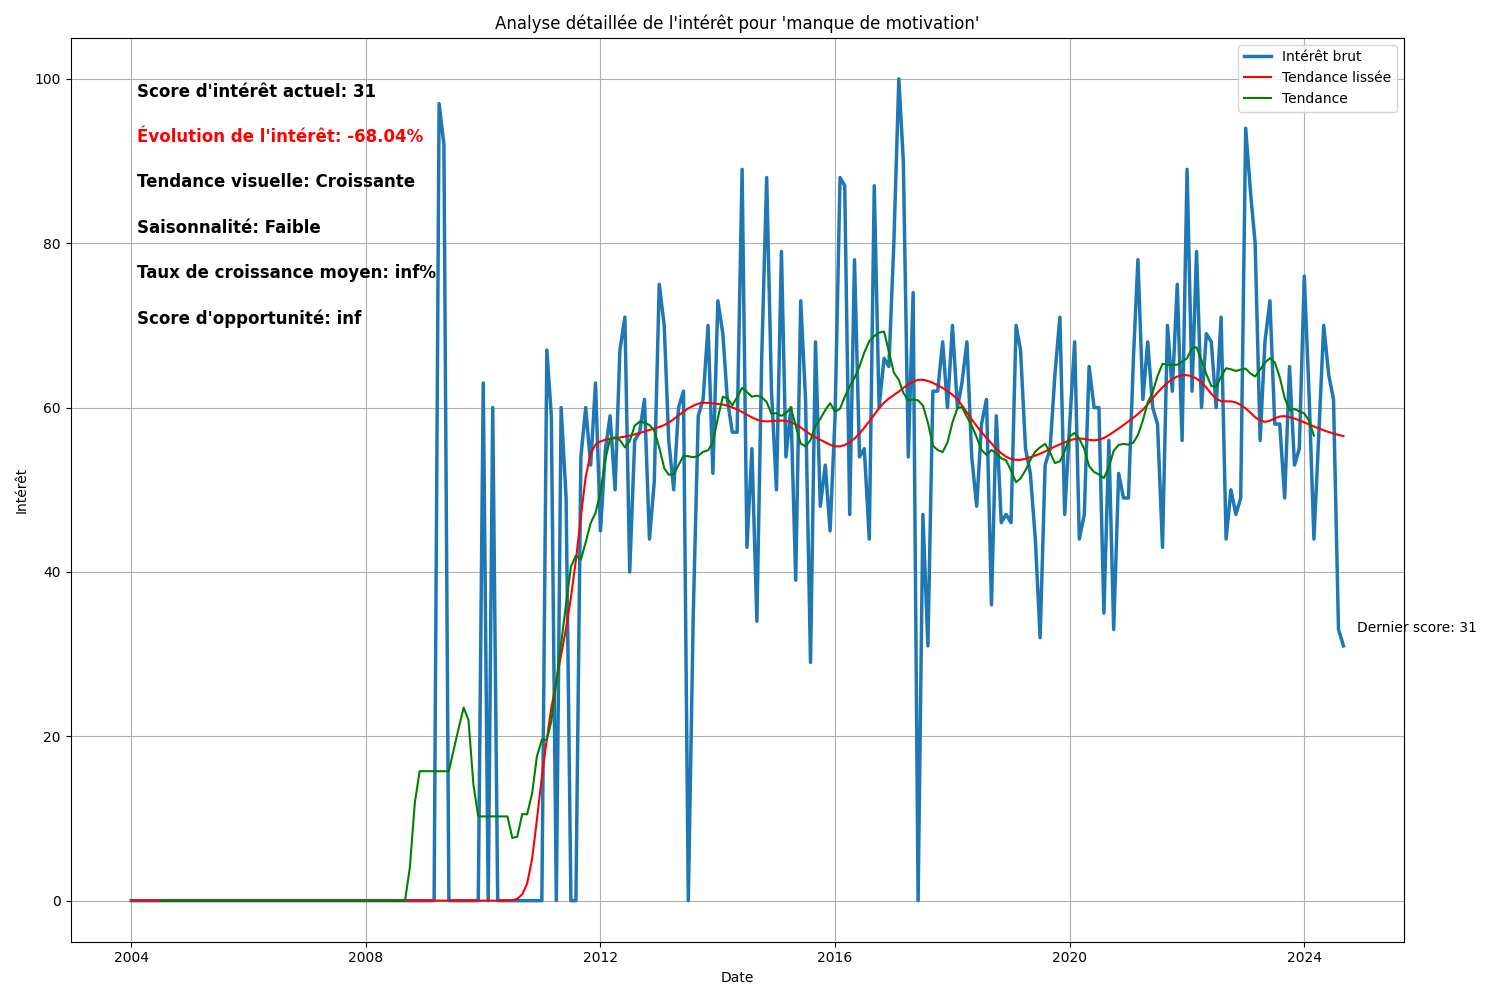 Analyse détaillée de l'intérêt pour 'manque de motivation'
Intérêt brut
Tendance lissée
Tendance
Score d'intérêt actuel: 31
Évolution de l'intérêt: -68.04%
Tendance visuelle: Croissante
Saisonnalité: Faible
Taux de croissance moyen: inf%
Score d'opportunité: inf
100
80
60
40
20
0
Intérêt
Dernier score: 31
2004
2008
2012
2016
2020
2024
Date